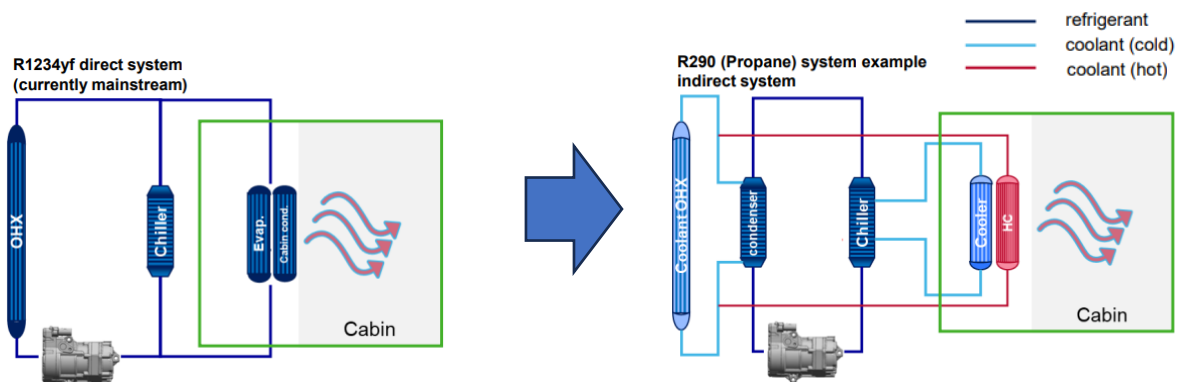 R1234yf direct system
(currently mainstream)
OHX
Chiller
Evap.
Cabin cond.
Cabin
R290 (Propane) system example
indirect system
refrigerant
coolant (cold)
coolant (hot)
Coolant OHX
condenser
Chiller
Cooler
HC
Cabin